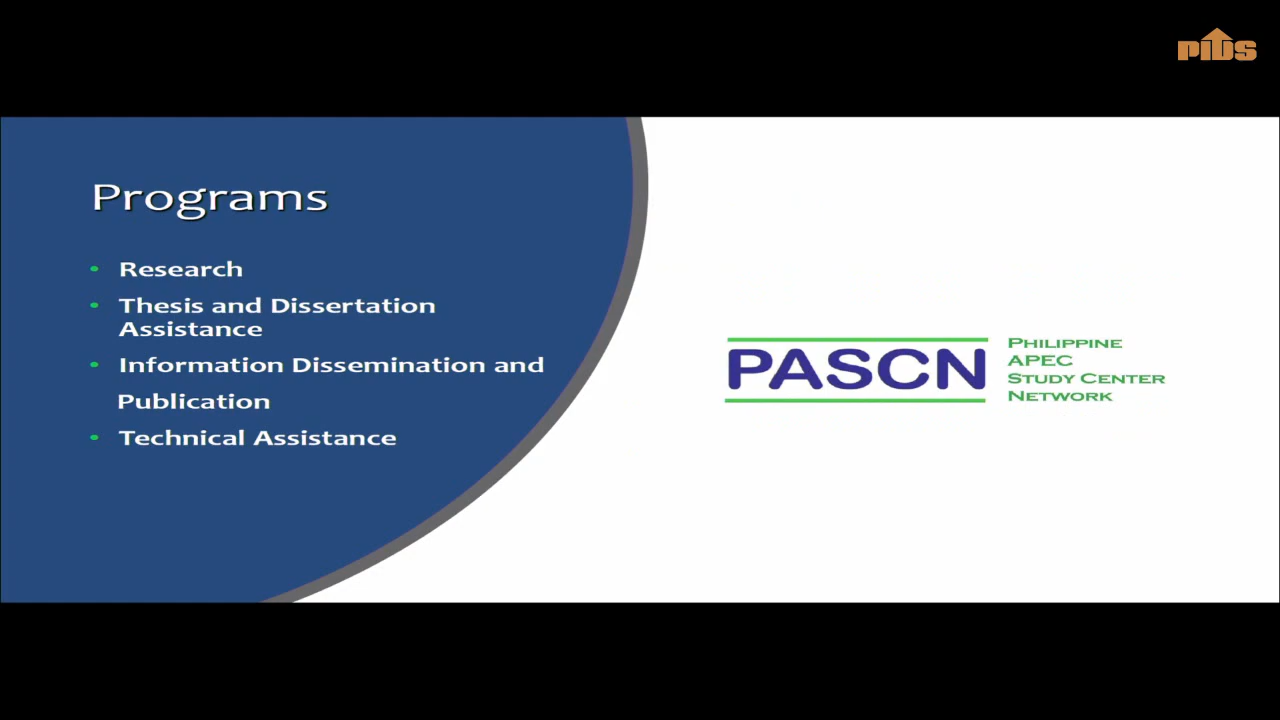 PIDS
Programs
• Research
• Thesis and Dissertation
Assistance
• Information Dissemination and
Publication
• Technical Assistance
PASCN
PHILIPPINE
APEC
STUDY CENTER
NETWORK